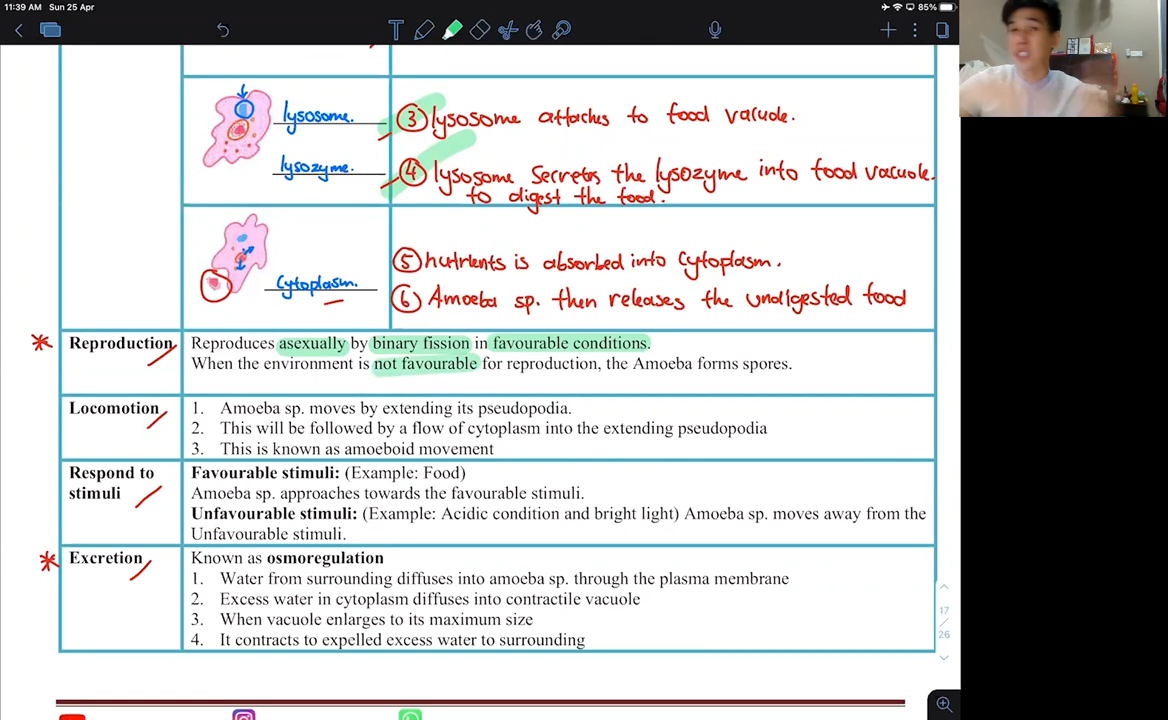 11:39 AM Sun 25 Apr
85%
lysosome.
③ lysosome attaches to food vacuole.
lysozyme.
④ lysosome secretes the lysozyme into food vacuole.
to digest the food.
cytoplasm.
⑤ nutrients is absorbed into cytoplasm.
⑥ Amoeba sp. then releases the undigested food
* Reproduction
Reproduces asexually by binary fission in favourable conditions.
When the environment is not favourable for reproduction, the Amoeba forms spores.
Locomotion
1. Amoeba sp. moves by extending its pseudopodia.
2. This will be followed by a flow of cytoplasm into the extending pseudopodia
3. This is known as amoeboid movement
Respond to
stimuli
Favourable stimuli: (Example: Food)
Amoeba sp. approaches towards the favourable stimuli.
Unfavourable stimuli: (Example: Acidic condition and bright light) Amoeba sp. moves away from the
Unfavourable stimuli.
* Excretion
Known as osmoregulation
1. Water from surrounding diffuses into amoeba sp. through the plasma membrane
2. Excess water in cytoplasm diffuses into contractile vacuole
3. When vacuole enlarges to its maximum size
4. It contracts to expelled excess water to surrounding
17
/
26